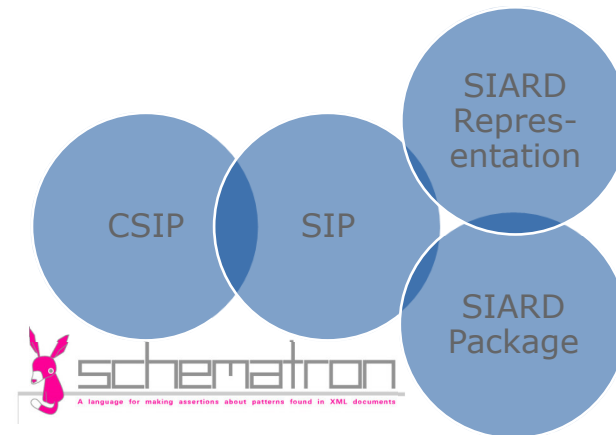 SIARD
Repres-
entation
CSIP
SIP
SIARD
Package
schematron
A language for making assertions about patterns found in XML documents